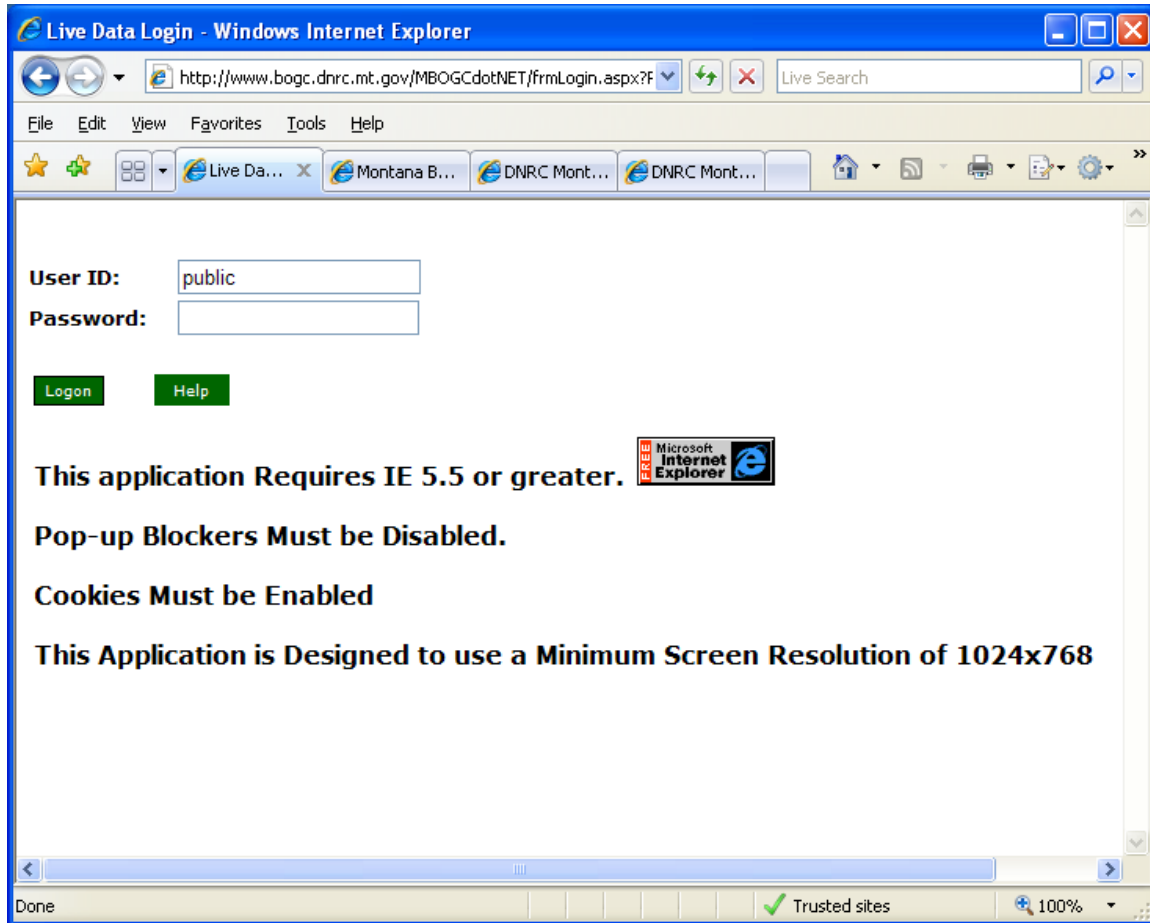 Live Data Login - Windows Internet Explorer
http://www.bogc.dnrc.mt.gov/MBOGCdotNET/frmLogin.aspx?F
Live Search
File Edit View Favorites Tools Help
Live Da... Montana B... DNRC Mont... DNRC Mont...
User ID: public
Password:
Logon Help
This application Requires IE 5.5 or greater. FREE Microsoft Internet Explorer
Pop-up Blockers Must be Disabled.
Cookies Must be Enabled
This Application is Designed to use a Minimum Screen Resolution of 1024x768
Done Trusted sites 100%